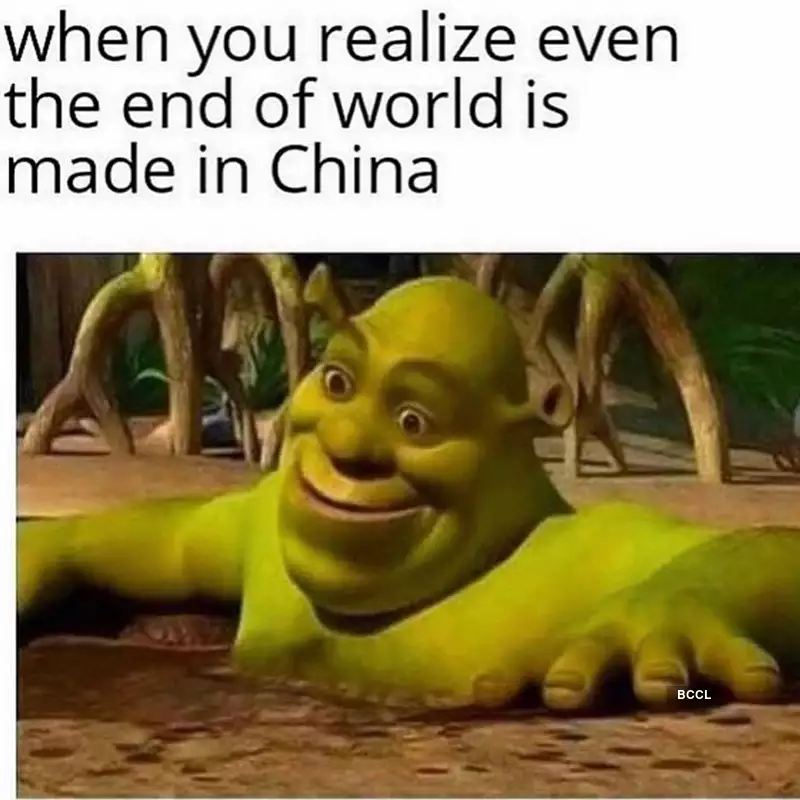 when you realize even
the end of world is
made in China
BCCL